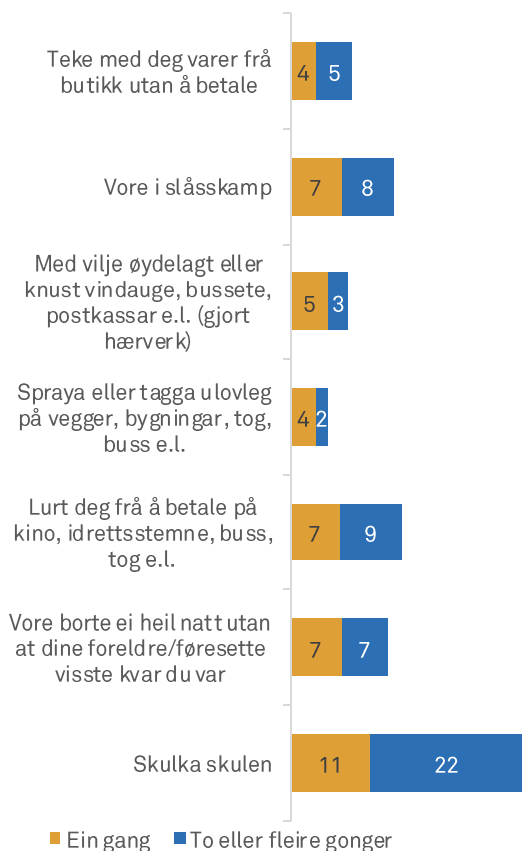 Teke med deg varer frå
butikk utan å betale
4 5
Vore i slåsskamp
7 8
Med vilje øydelagt eller
knust vindauge, bussete,
postkassar e.l. (gjort
hærverk)
5 3
Spraya eller tagga ulovleg
på vegger, bygningar, tog,
buss e.l.
4 2
Lurt deg frå å betale på
kino, idrettsstemne, buss,
tog e.l.
7 9
Vore borte ei heil natt utan
at dine foreldre/føresette
visste kvar du var
7 7
Skulka skulen
11 22
Ein gang To eller fleire gonger